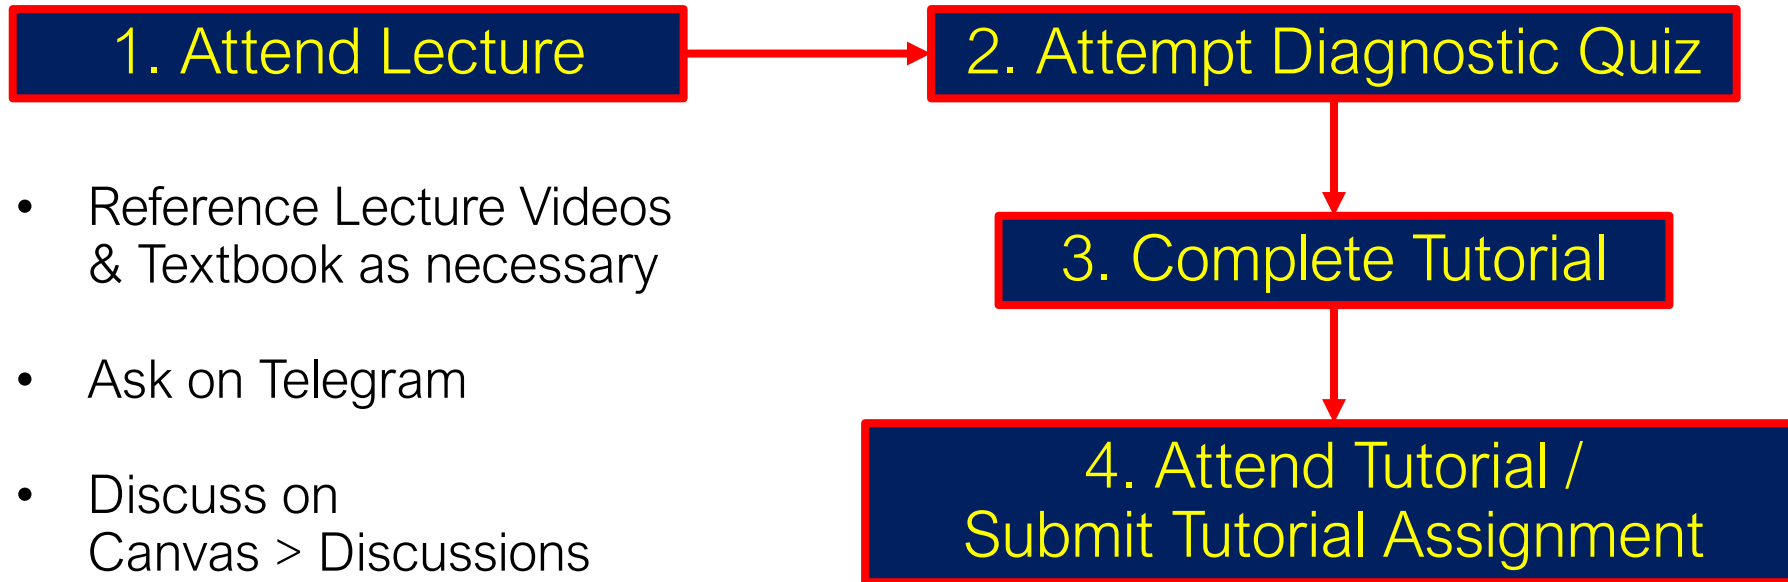 1. Attend Lecture
2. Attempt Diagnostic Quiz
• Reference Lecture Videos
& Textbook as necessary
3. Complete Tutorial
• Ask on Telegram
4. Attend Tutorial /
Submit Tutorial Assignment
• Discuss on
Canvas > Discussions